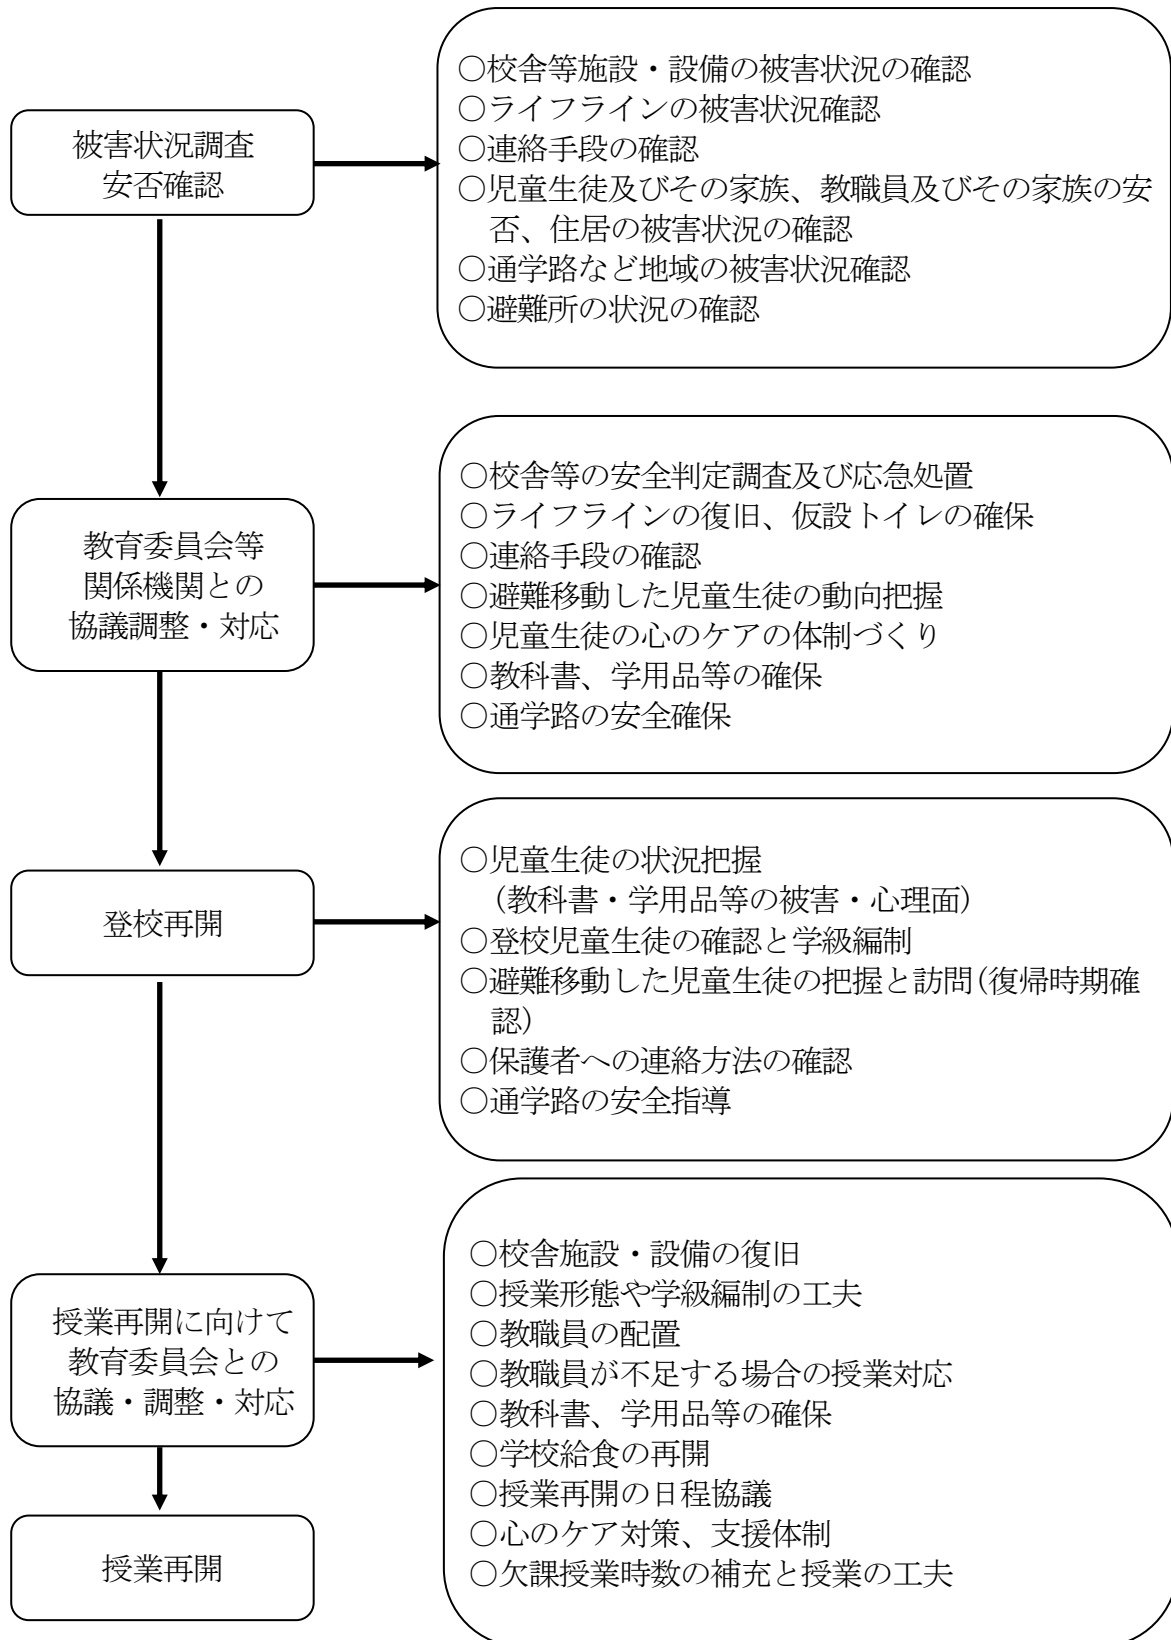 被害状況調査
安否確認
○校舎等施設・設備の被害状況の確認
○ライフラインの被害状況確認
○連絡手段の確認
○児童生徒及びその家族、教職員及びその家族の安
否、住居の被害状況の確認
○通学路など地域の被害状況確認
○避難所の状況の確認
教育委員会等
関係機関との
協議調整・対応
○校舎等の安全判定調査及び応急処置
○ライフラインの復旧、仮設トイレの確保
○連絡手段の確認
○避難移動した児童生徒の動向把握
○児童生徒の心のケアの体制づくり
○教科書、学用品等の確保
○通学路の安全確保
登校再開
○児童生徒の状況把握
（教科書・学用品等の被害・心理面）
○登校児童生徒の確認と学級編制
○避難移動した児童生徒の把握と訪問(復帰時期確
認)
○保護者への連絡方法の確認
○通学路の安全指導
授業再開に向けて
教育委員会との
協議・調整・対応
○校舎施設・設備の復旧
○授業形態や学級編制の工夫
○教職員の配置
○教職員が不足する場合の授業対応
○教科書、学用品等の確保
○学校給食の再開
○授業再開の日程協議
○心のケア対策、支援体制
○欠課授業時数の補充と授業の工夫
授業再開